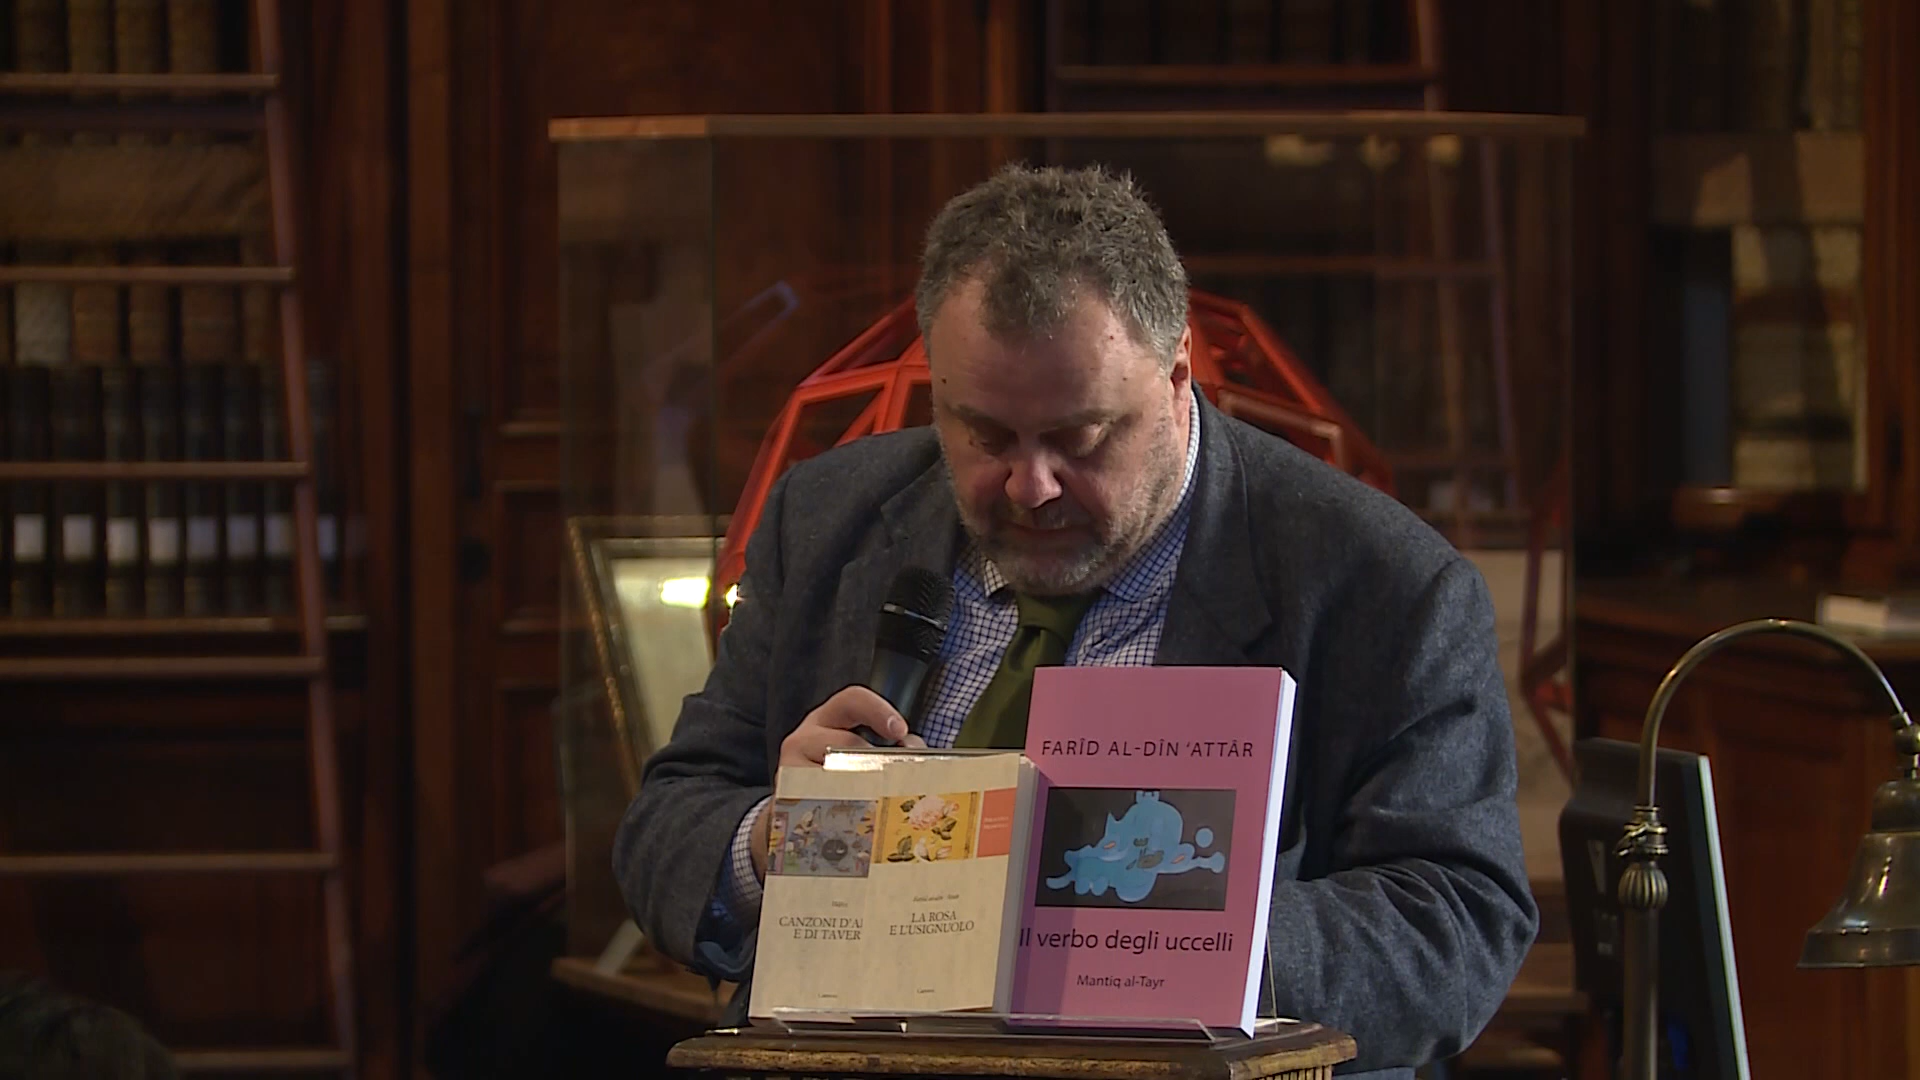 CANZONI D'A
E DI TAVER
LA ROSA
E L'USIGNUOLO
FARÎD AL-DÎN 'ATTÂR
Il verbo degli uccelli
Mantiq al-Tayr